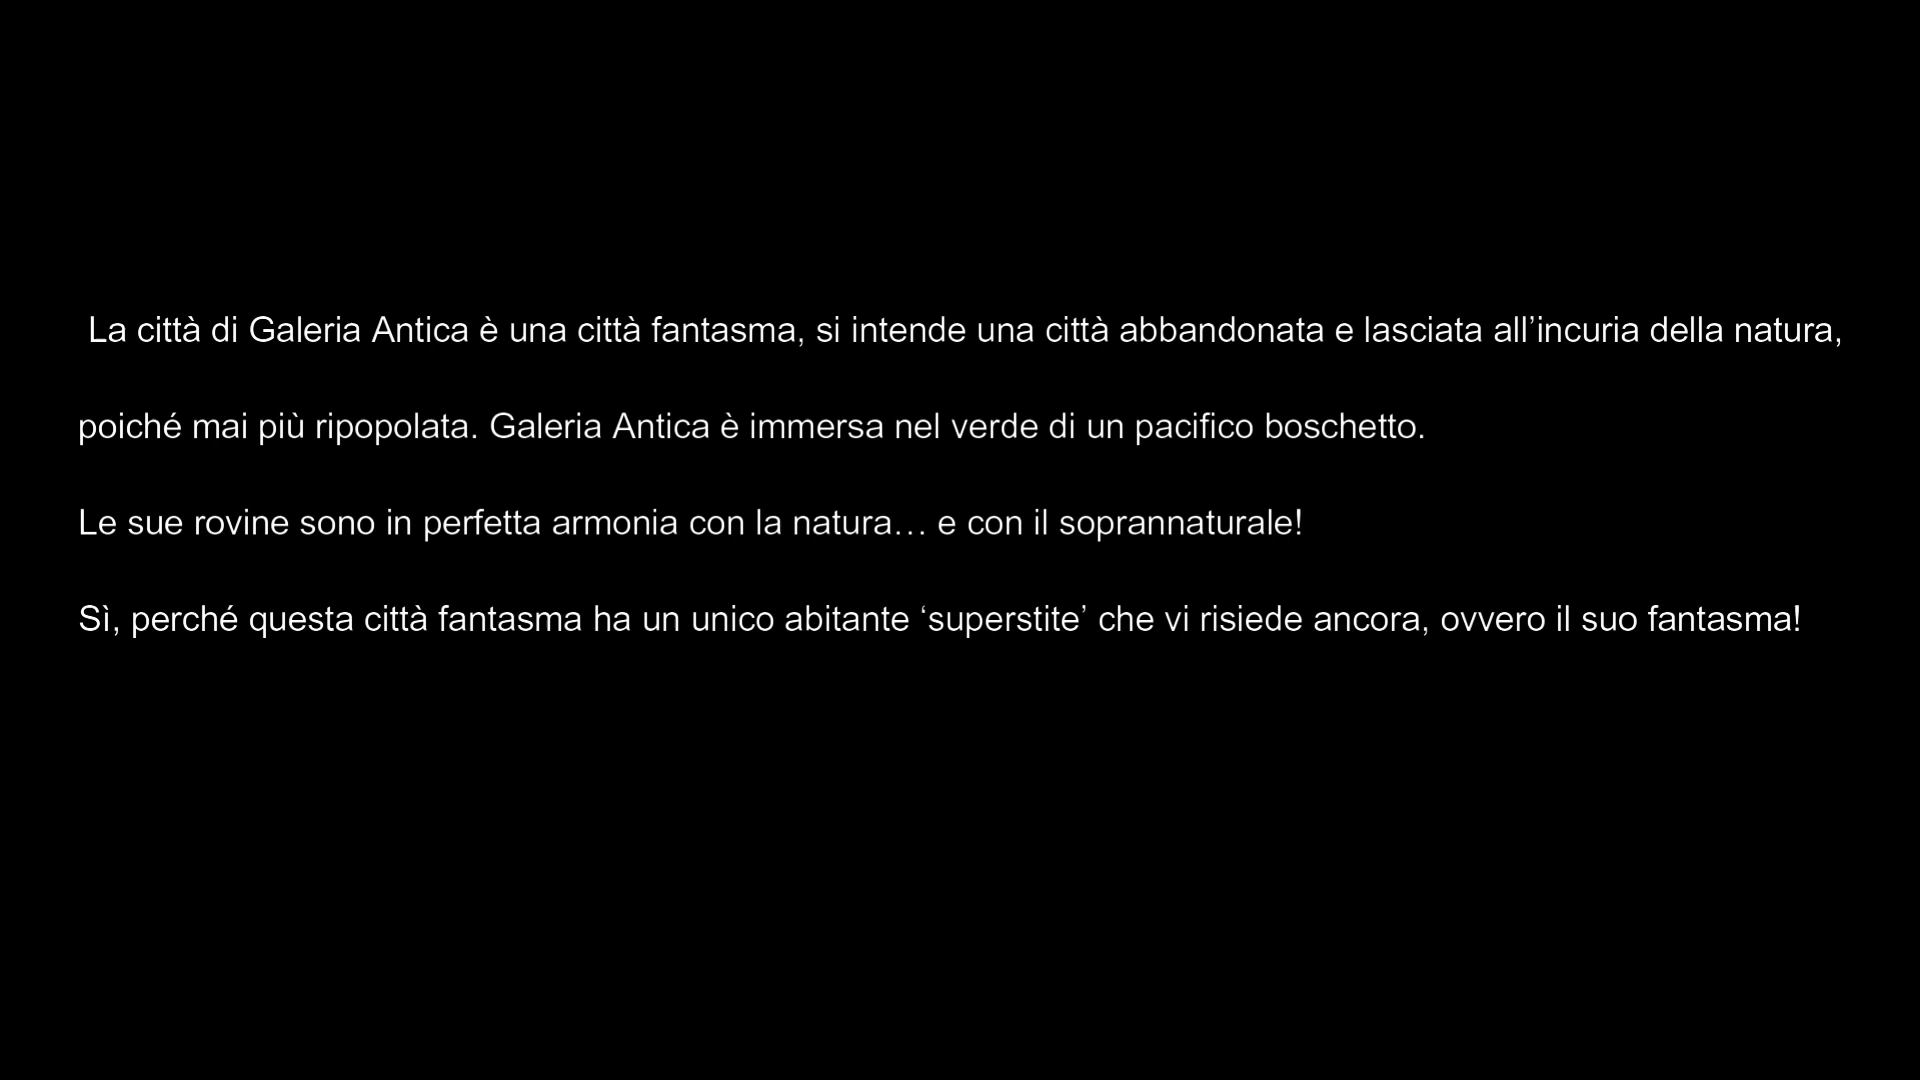 La città di Galeria Antica è una città fantasma, si intende una città abbandonata e lasciata all’incuria della natura,
poiché mai più ripopolata. Galeria Antica è immersa nel verde di un pacifico boschetto.
Le sue rovine sono in perfetta armonia con la natura… e con il soprannaturale!
Sì, perché questa città fantasma ha un unico abitante ‘superstite’ che vi risiede ancora, ovvero il suo fantasma!